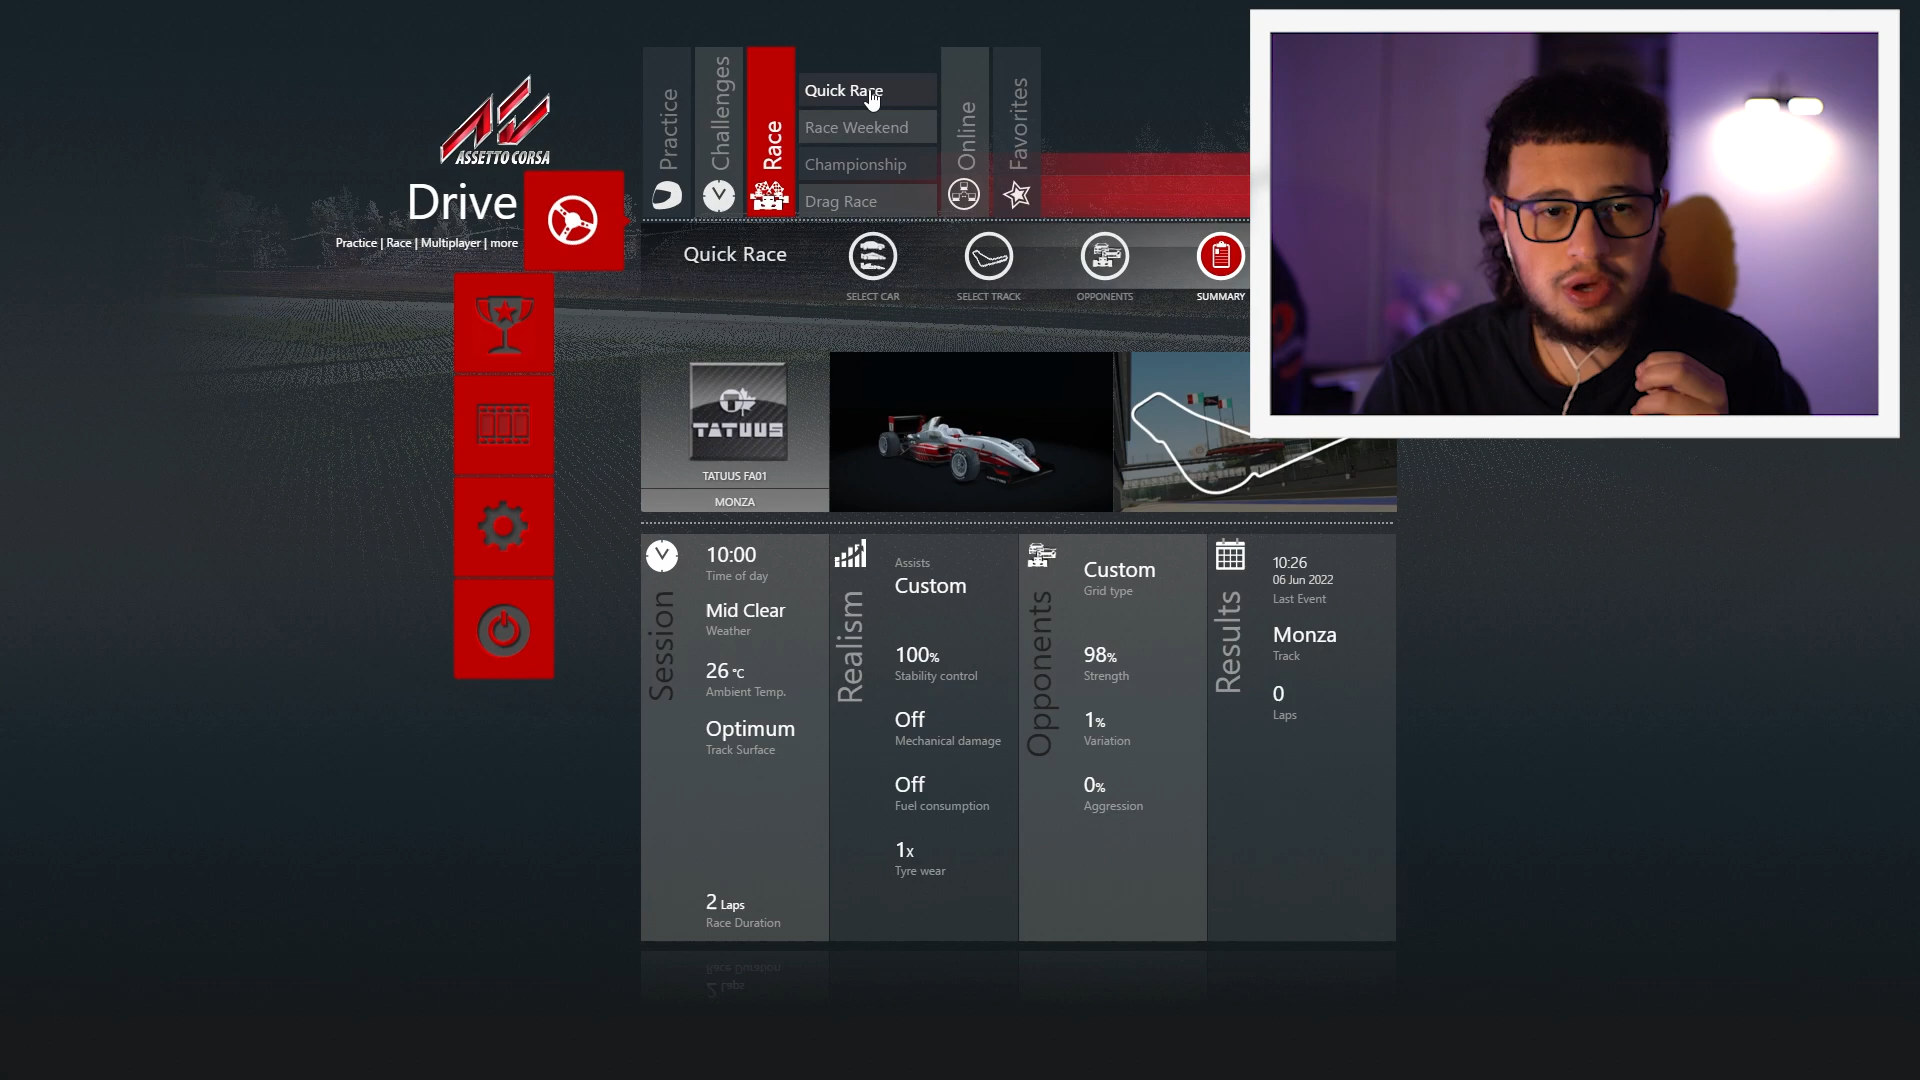 ASSETTO CORSA
Drive
Practice | Race | Multiplayer | more
Practice
Challenges
Race
Quick Race
Race Weekend
Championship
Drag Race
Online
Favorites
Quick Race
SELECT CAR
SELECT TRACK
OPPONENTS
SUMMARY
TATUUS
TATUUS FA01
MONZA
Session
10:00
Time of day
Mid Clear
Weather
26 °C
Ambient Temp.
Optimum
Track Surface
2 Laps
Race Duration
Realism
Assists
Custom
100%
Stability control
Off
Mechanical damage
Off
Fuel consumption
1x
Tyre wear
Opponents
Custom
Grid type
98%
Strength
1%
Variation
0%
Aggression
Results
10:26
06 Jun 2022
Last Event
Monza
Track
0
Laps
Race Duration
2 Laps